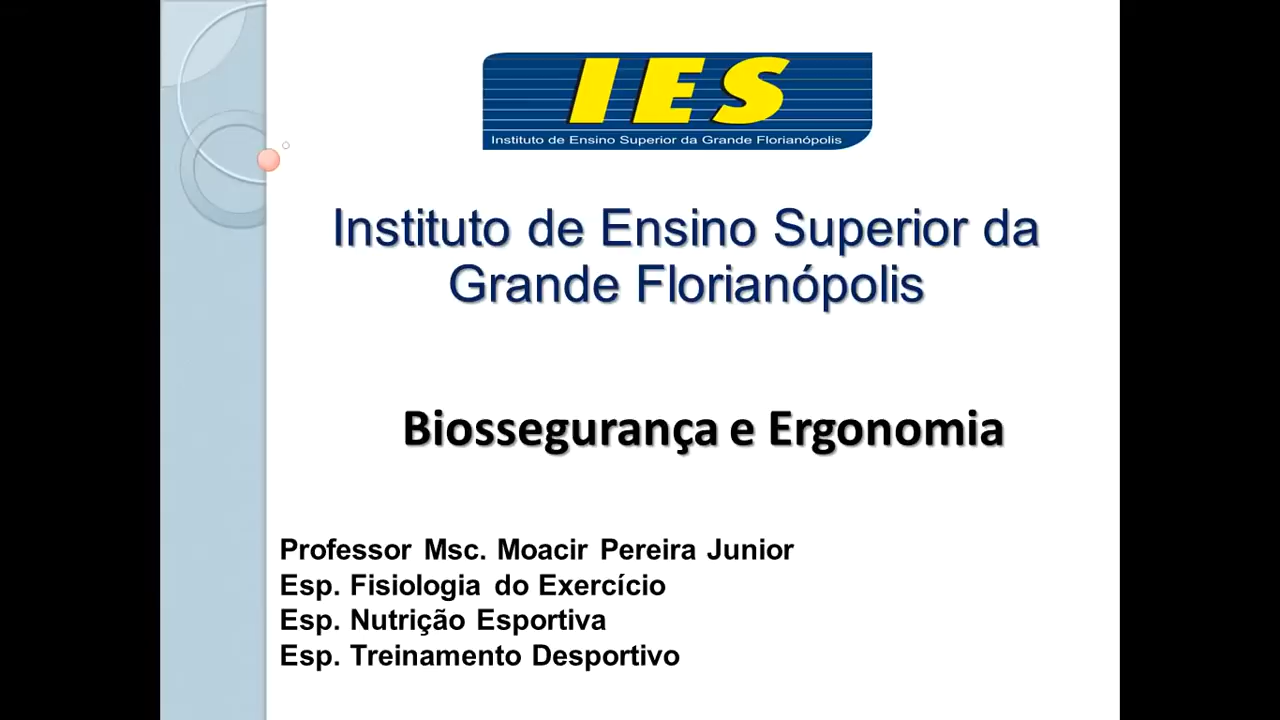 IES
Instituto de Ensino Superior da Grande Florianópolis
Instituto de Ensino Superior da
Grande Florianópolis
Biossegurança e Ergonomia
Professor Msc. Moacir Pereira Junior
Esp. Fisiologia do Exercício
Esp. Nutrição Esportiva
Esp. Treinamento Desportivo